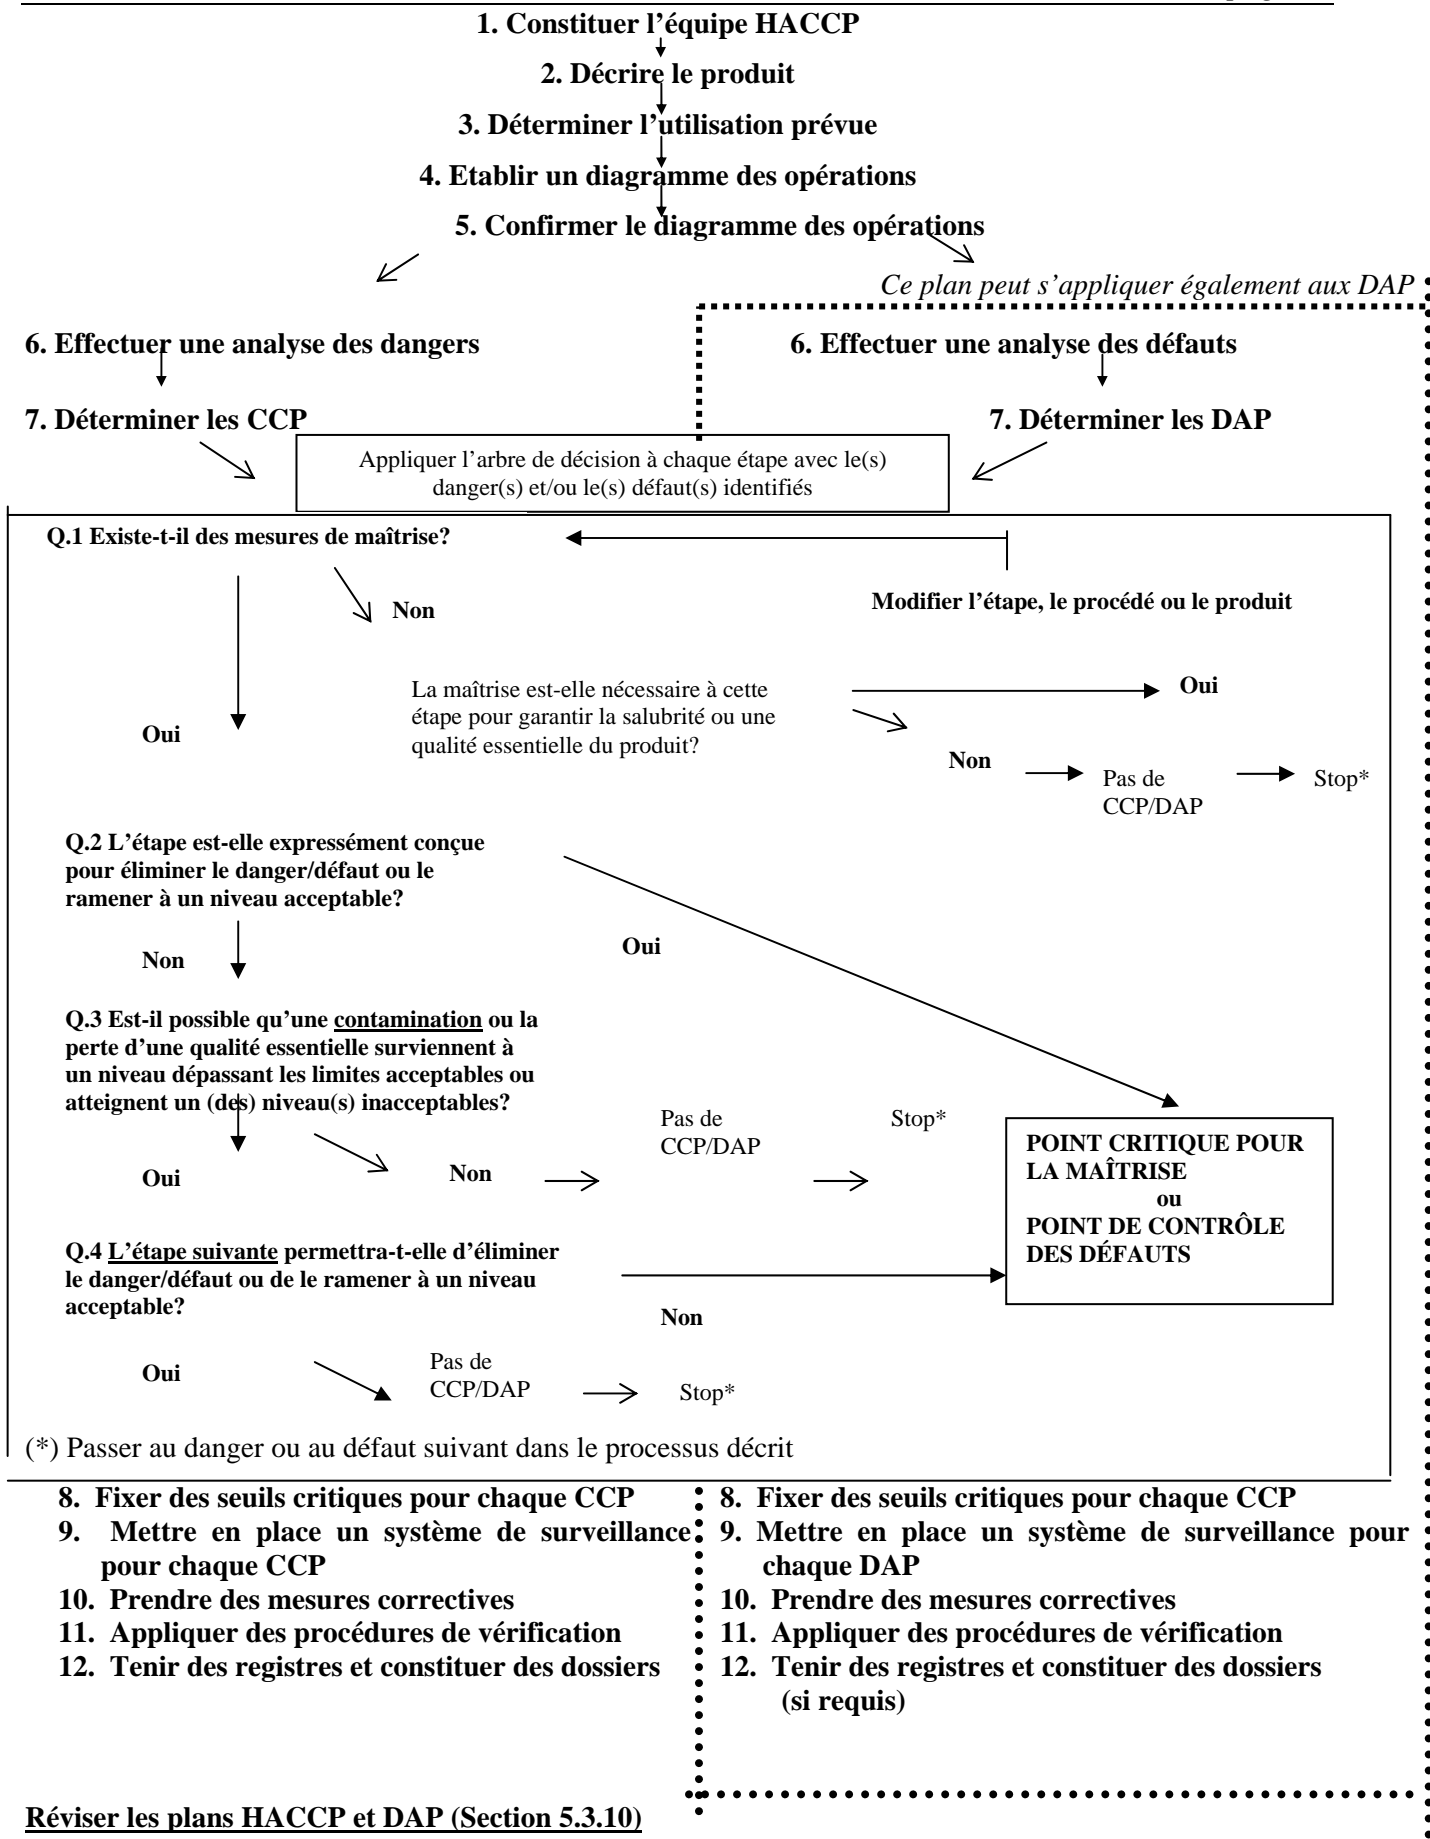 1. Constituer l’équipe HACCP
2. Décrire le produit
3. Déterminer l’utilisation prévue
4. Etablir un diagramme des opérations
5. Confirmer le diagramme des opérations
Ce plan peut s’appliquer également aux DAP
6. Effectuer une analyse des dangers
6. Effectuer une analyse des défauts
7. Déterminer les CCP
7. Déterminer les DAP
Appliquer l’arbre de décision à chaque étape avec le(s)
danger(s) et/ou le(s) défaut(s) identifiés
Q.1 Existe-t-il des mesures de maîtrise?
Non
Modifier l’étape, le procédé ou le produit
La maîtrise est-elle nécessaire à cette
étape pour garantir la salubrité ou une
qualité essentielle du produit?
Oui
Oui
Non
Pas de
CCP/DAP
Stop*
Q.2 L’étape est-elle expressément conçue
pour éliminer le danger/défaut ou le
ramener à un niveau acceptable?
Oui
Non
Q.3 Est-il possible qu’une contamination ou la
perte d’une qualité essentielle surviennent à
un niveau dépassant les limites acceptables ou
atteignent un (des) niveau(s) inacceptables?
Pas de
CCP/DAP
Stop*
Oui
Non
POINT CRITIQUE POUR
LA MAÎTRISE
ou
POINT DE CONTRÔLE
DES DÉFAUTS
Q.4 L’étape suivante permettra-t-elle d’éliminer
le danger/défaut ou de le ramener à un niveau
acceptable?
Non
Oui
Pas de
CCP/DAP
Stop*
(*) Passer au danger ou au défaut suivant dans le processus décrit
8. Fixer des seuils critiques pour chaque CCP
9. Mettre en place un système de surveillance
pour chaque CCP
10. Prendre des mesures correctives
11. Appliquer des procédures de vérification
12. Tenir des registres et constituer des dossiers
8. Fixer des seuils critiques pour chaque CCP
9. Mettre en place un système de surveillance pour
chaque DAP
10. Prendre des mesures correctives
11. Appliquer des procédures de vérification
12. Tenir des registres et constituer des dossiers
(si requis)
Réviser les plans HACCP et DAP (Section 5.3.10)